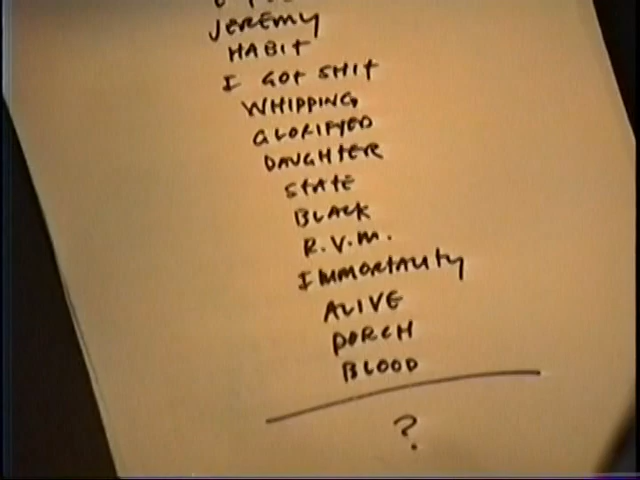 JEREMY
HABIT
I GOT SHIT
WHIPPING
GLORIFIED
DAUGHTER
STATE
BLACK
R.V.M.
IMMORTALITY
ALIVE
PORCH
BLOOD
?